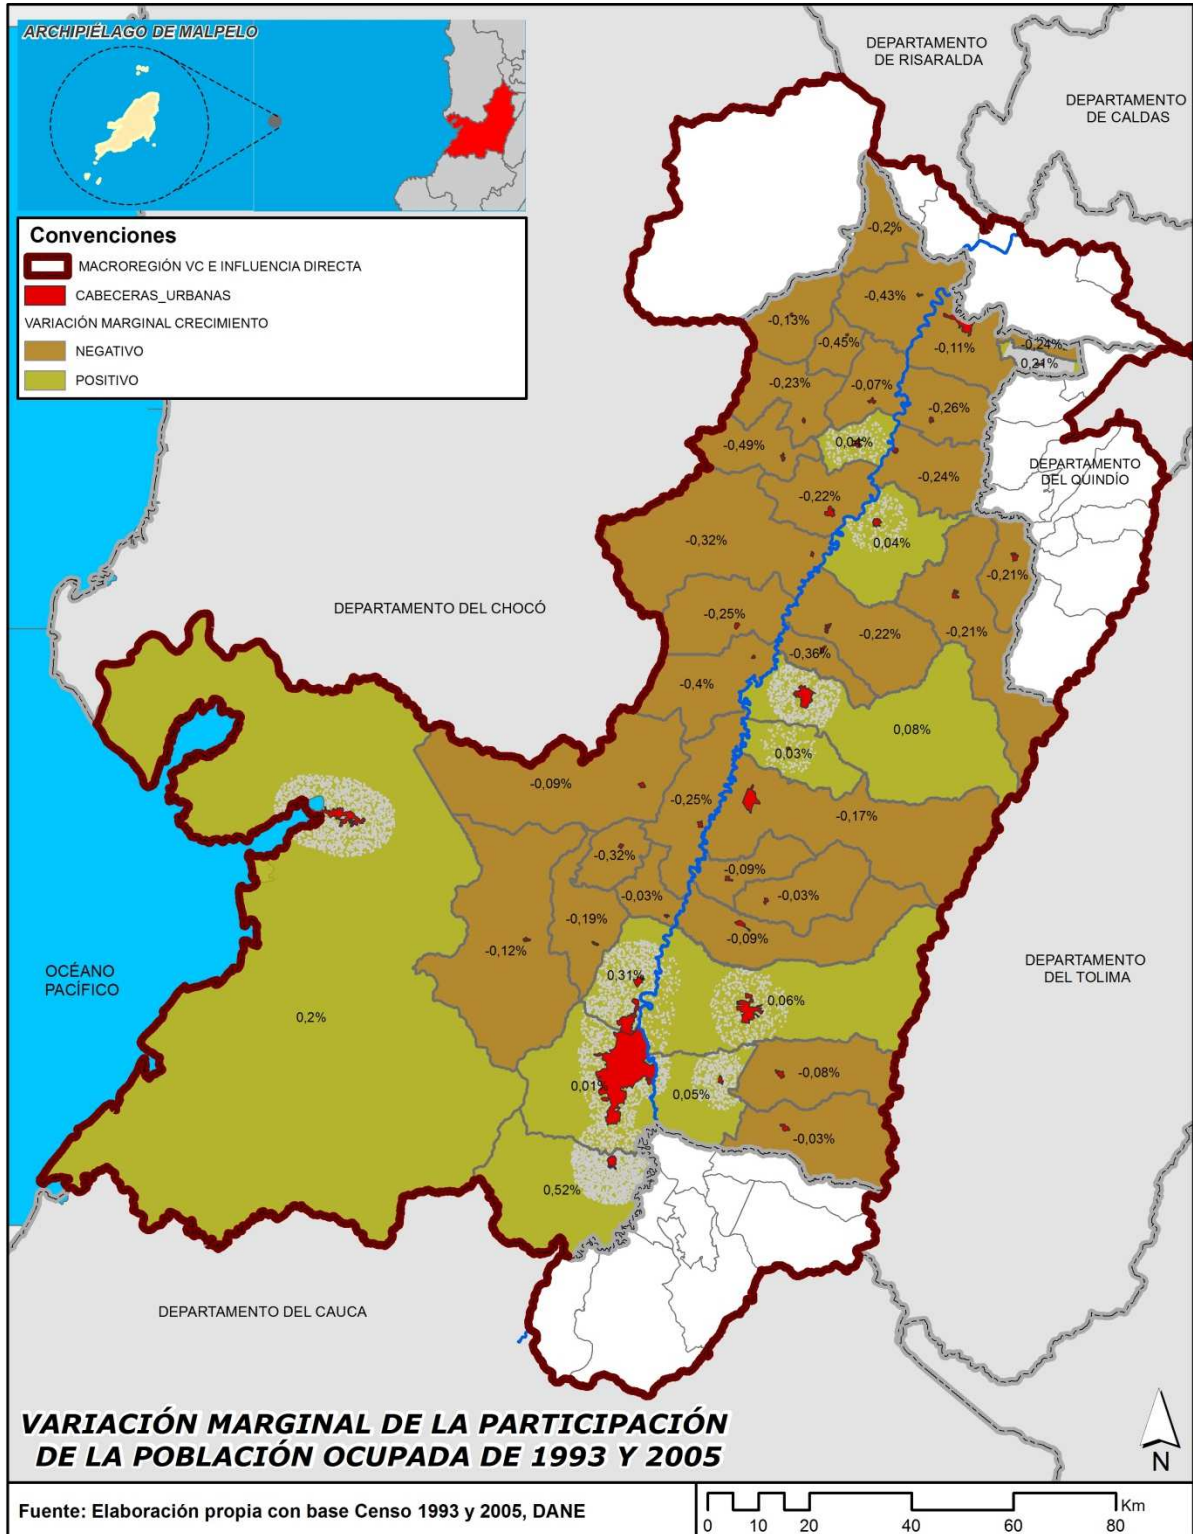 ARCHIPIÉLAGO DE MALPELO
DEPARTAMENTO
DE RISARALDA
DEPARTAMENTO
DE CALDAS
Convenciones
MACROREGIÓN VC E INFLUENCIA DIRECTA
CABECERAS_URBANAS
VARIACIÓN MARGINAL CRECIMIENTO
NEGATIVO
POSITIVO
-0,2%
-0,43%
-0,13%
-0,45%
-0,11%
-0,24%
0,21%
-0,23%
-0,07%
-0,26%
-0,49%
0,04%
-0,24%
DEPARTAMENTO
DEL QUINDÍO
-0,22%
-0,32%
0,04%
-0,21%
DEPARTAMENTO DEL CHOCÓ
-0,25%
-0,22%
-0,21%
-0,36%
-0,4%
0,08%
0,03%
-0,09%
-0,25%
-0,17%
-0,32%
-0,09%
-0,03%
-0,03%
-0,19%
-0,09%
-0,12%
OCÉANO
PACÍFICO
DEPARTAMENTO
DEL TOLIMA
0,31%
0,06%
0,2%
0,01%
0,05%
-0,08%
-0,03%
0,52%
DEPARTAMENTO DEL CAUCA
VARIACIÓN MARGINAL DE LA PARTICIPACIÓN
DE LA POBLACIÓN OCUPADA DE 1993 Y 2005
N
Fuente: Elaboración propia con base Censo 1993 y 2005, DANE
Km
0 10 20 40 60 80